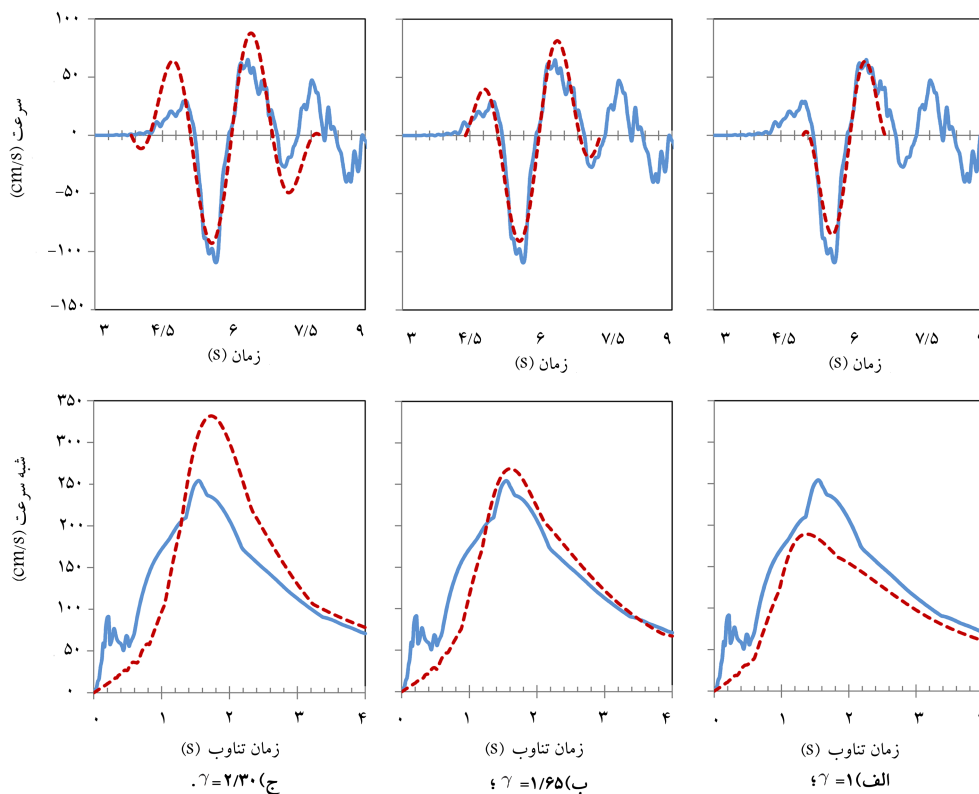 ۱۰۰
۵۰
۰
-۵۰
-۱۰۰
-۱۵۰
سرعت (cm/s)
۳ ۴/۵ ۶ ۷/۵ ۹
زمان (s)
۳ ۴/۵ ۶ ۷/۵ ۹
زمان (s)
۳ ۶ ۷/۵ ۹
زمان (s)
۳۵۰
۳۰۰
۲۵۰
۲۰۰
۱۵۰
۱۰۰
۵۰
۰
شبه سرعت (cm/s)
۰ ۱ ۲ ۳ ۴
زمان تناوب (s)
۰ ۱ ۲ ۳ ۴
زمان تناوب (s)
۰ ۱ ۲ ۳ ۴
زمان تناوب (s)
الف) γ=۱؛
ب) γ=۱/۶۵؛
ج) γ=۲/۳۰.